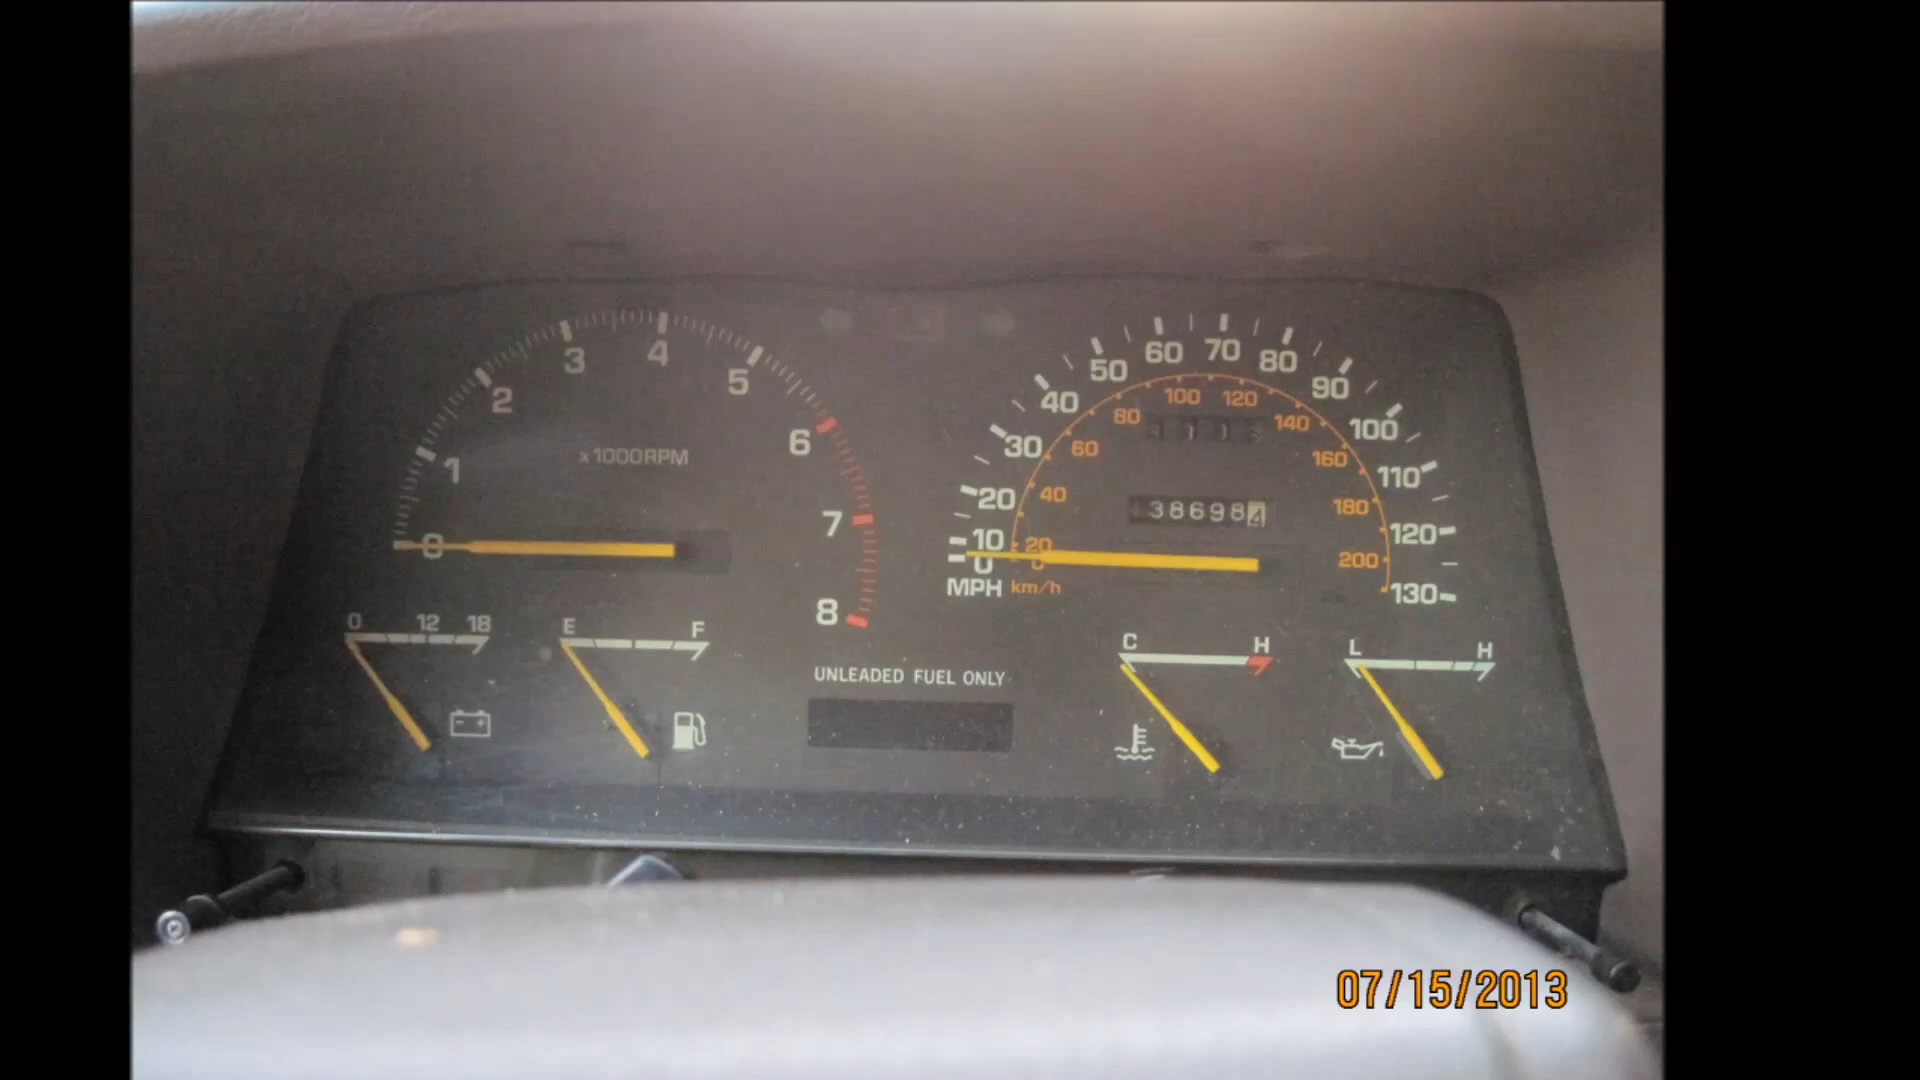 0 1 2 3 4 5 6 7 8
x1000RPM
0 10 20 30 40 50 60 70 80 90 100 110 120 130
MPH
0 20 40 60 80 100 120 140 160 180 200
km/h
386984
0 12 18
E F
UNLEADED FUEL ONLY
C H
L H
07/15/2013